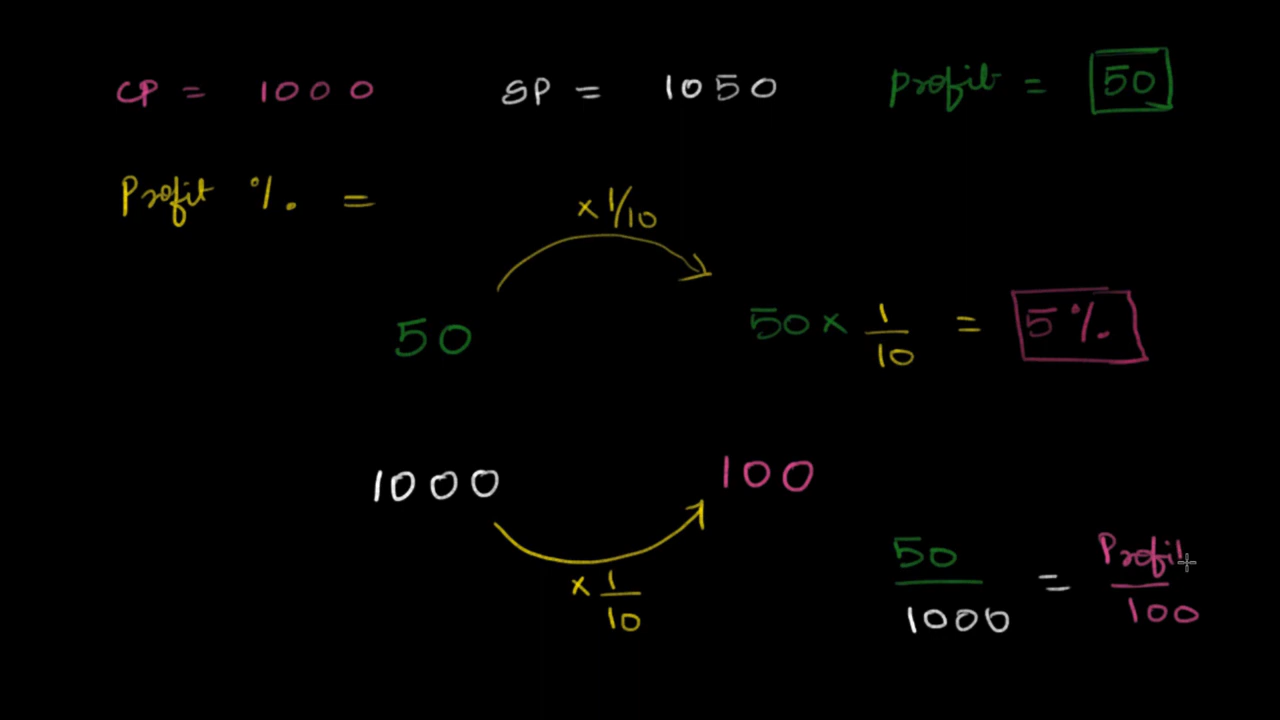 CP = 1000 SP = 1050 Profit = 50
Profit % =
× 1/10
50 50 × 1/10 = 5%
1000 100
× 1/10
50/1000 = Profit/100